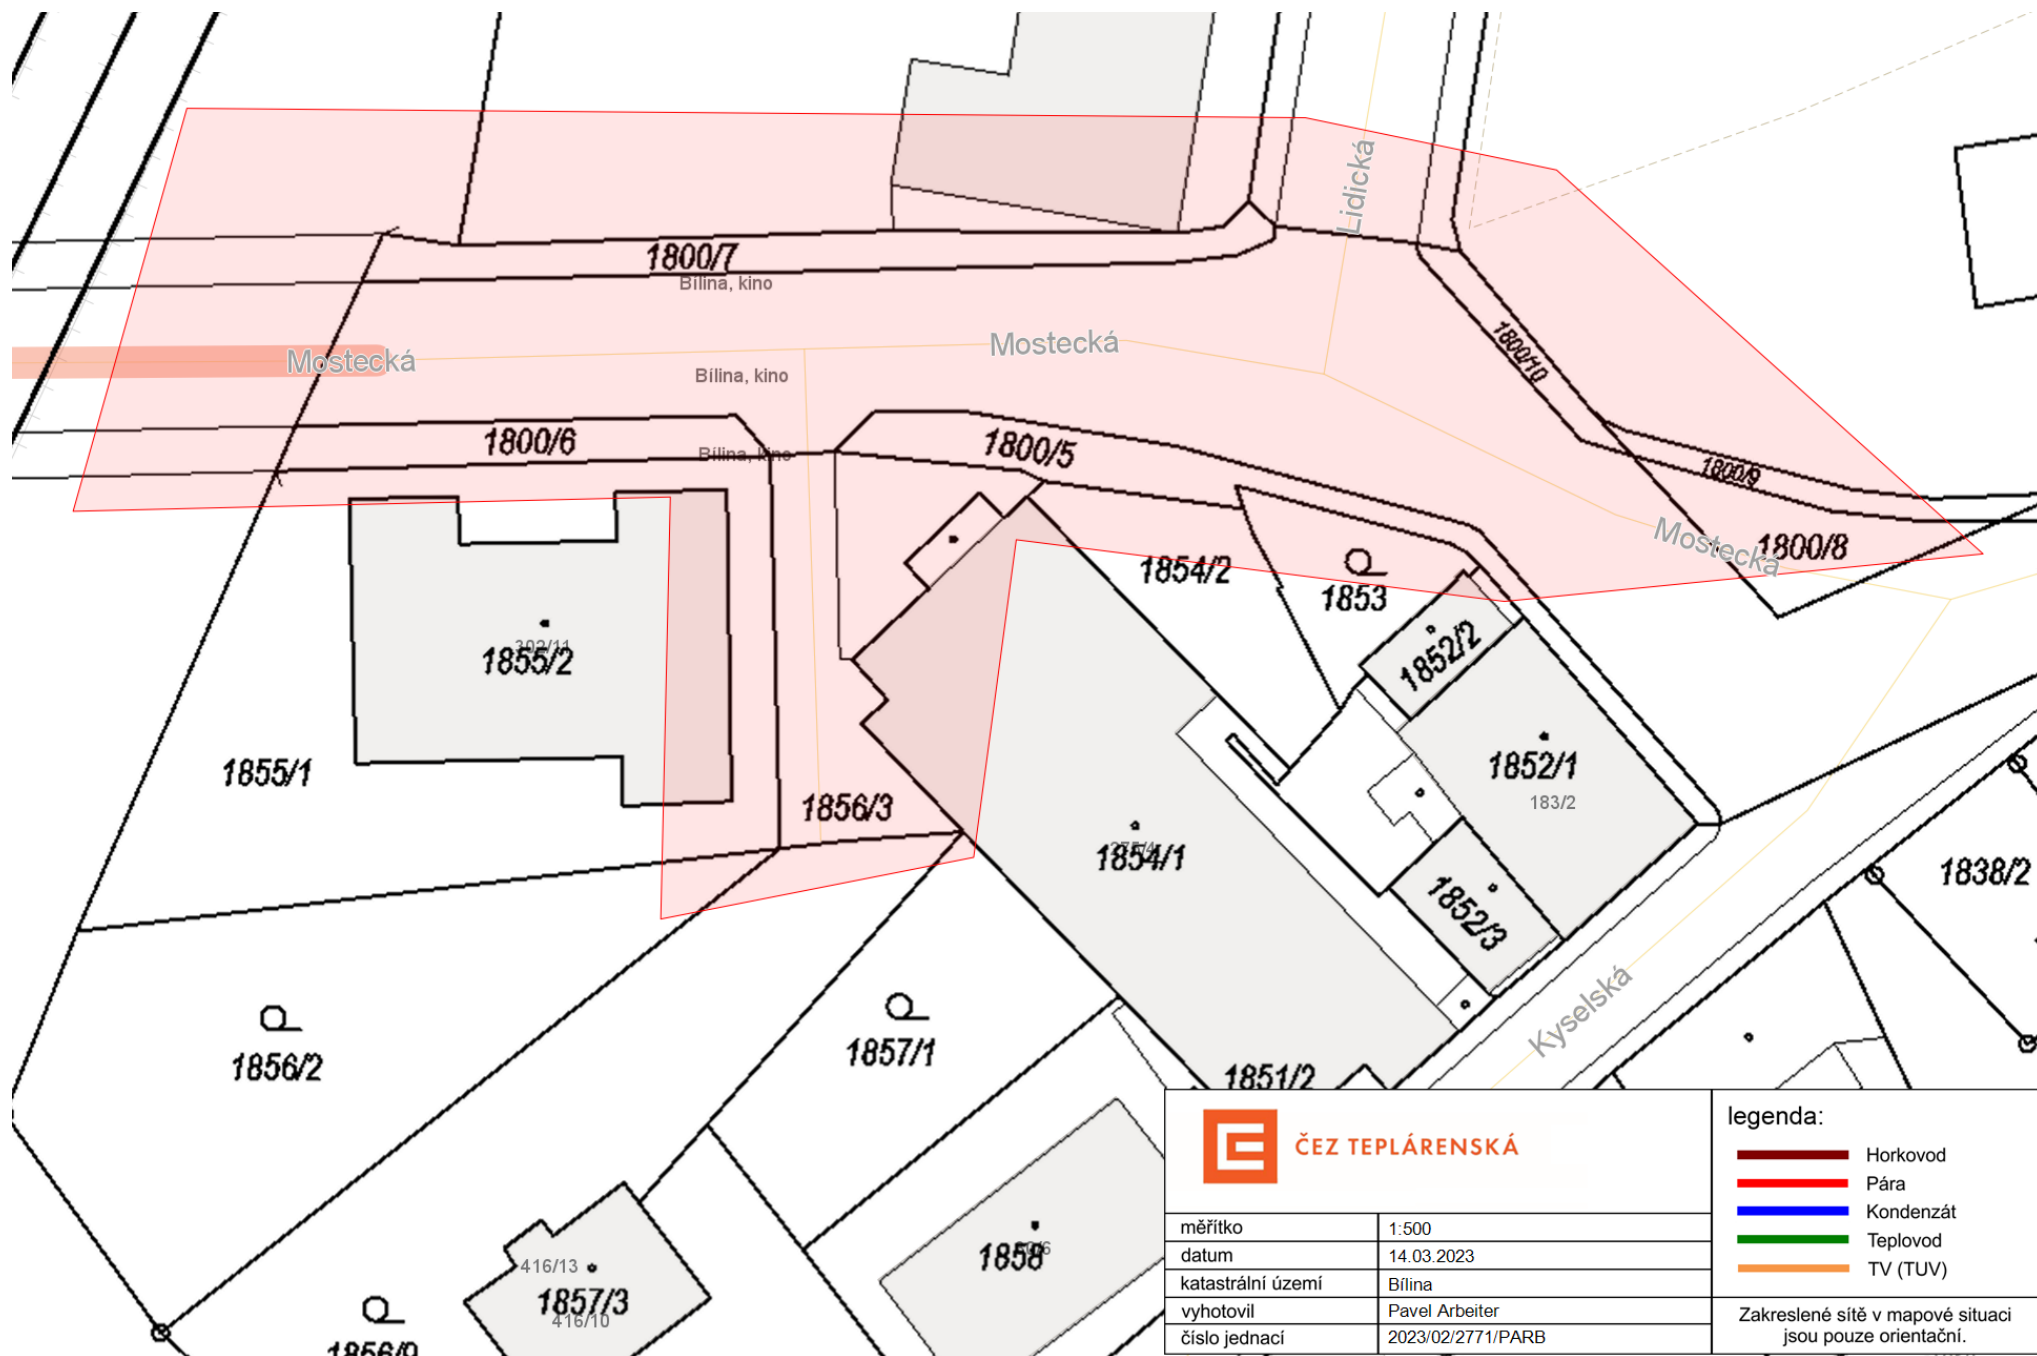 Lidická
1800/7
Bílina, kino
Mostecká
Mostecká
1800/10
Bílina, kino
1800/6
Bílina, kino
1800/5
1800/9
Mostecká
1800/8
1854/2
1853
1852/2
1855/2
1855/1
1856/3
1852/1
183/2
1854/1
1838/2
1852/3
Kyselská
1856/2
1857/1
1851/2
1858
416/13
1857/3
416/10
ČEZ TEPLÁRENSKÁ
měřítko 1:500
datum 14.03.2023
katastrální území Bílina
vyhotovil Pavel Arbeiter
číslo jednací 2023/02/2771/PARB
legenda:
Horkovod
Pára
Kondenzát
Teplovod
TV (TUV)
Zakreslené sítě v mapové situaci
jsou pouze orientační.